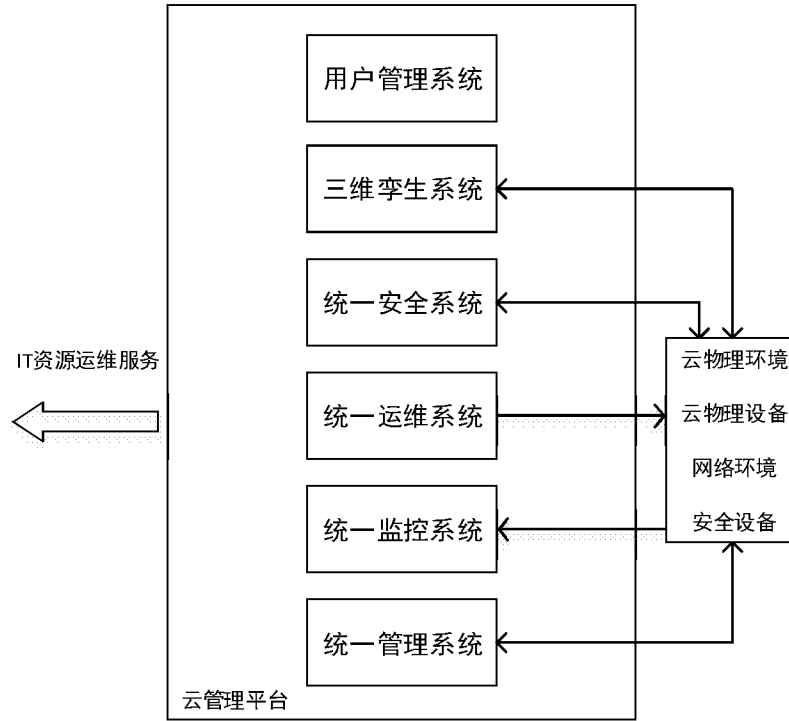 用户管理系统
三维孪生系统
统一安全系统
IT资源运维服务
云物理环境
统一运维系统
云物理设备
网络环境
统一监控系统
安全设备
统一管理系统
云管理平台